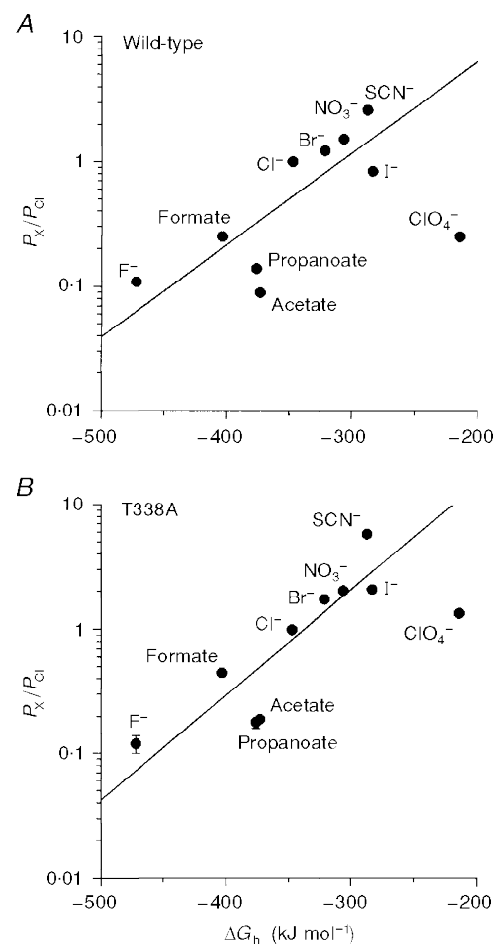 A
Wild-type
10
1
0·1
0·01
P_X/P_Cl
SCN⁻
NO₃⁻
Br⁻
Cl⁻
I⁻
Formate
ClO₄⁻
Propanoate
F⁻
Acetate
−500 −400 −300 −200
B
T338A
10
1
0·1
0·01
P_X/P_Cl
SCN⁻
NO₃⁻
Br⁻
I⁻
Cl⁻
ClO₄⁻
Formate
Acetate
F⁻
Propanoate
−500 −400 −300 −200
ΔG_h (kJ mol⁻¹)